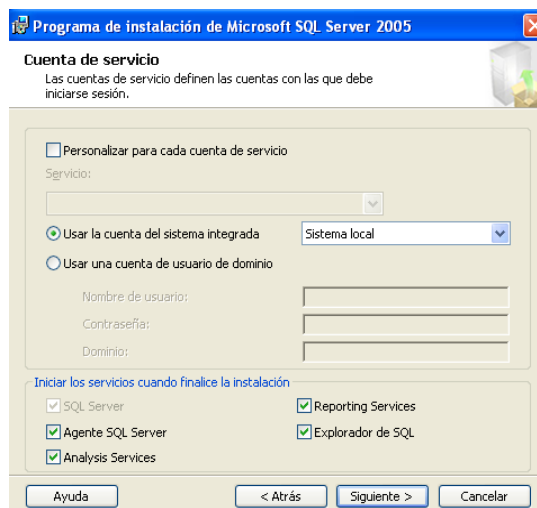 Programa de instalación de Microsoft SQL Server 2005
Cuenta de servicio
Las cuentas de servicio definen las cuentas con las que debe
iniciarse sesión.
Personalizar para cada cuenta de servicio
Servicio:
Usar la cuenta del sistema integrada
Sistema local
Usar una cuenta de usuario de dominio
Nombre de usuario:
Contraseña:
Dominio:
Iniciar los servicios cuando finalice la instalación
SQL Server
Reporting Services
Agente SQL Server
Explorador de SQL
Analysis Services
Ayuda
< Atrás
Siguiente >
Cancelar